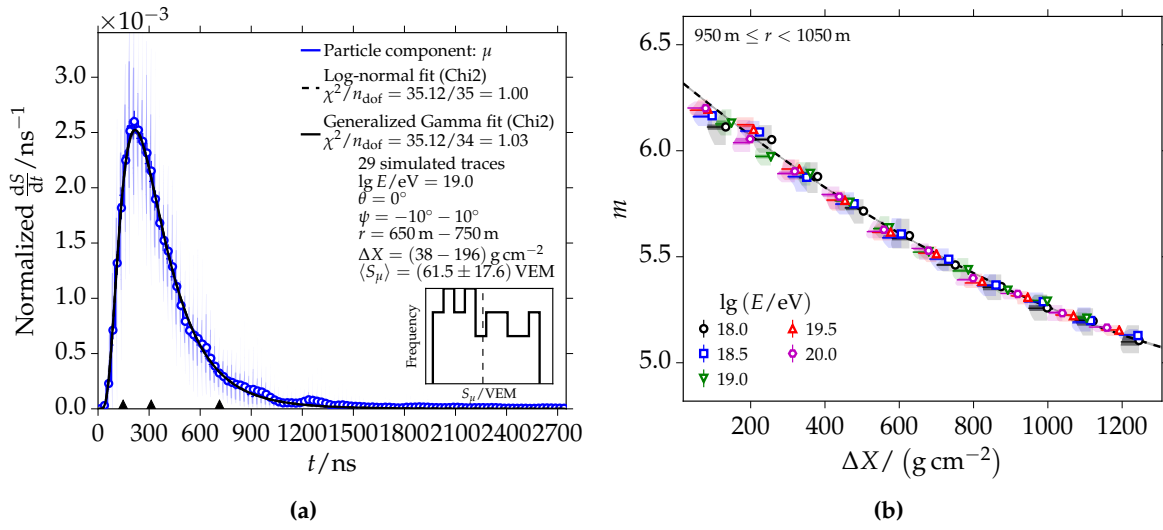 ×10⁻³
Normalized dS/dt /ns⁻¹
3.0
2.5
2.0
1.5
1.0
0.5
0.0
Particle component: μ
Log-normal fit (Chi2)
χ²/n_dof = 35.12/35 = 1.00
Generalized Gamma fit (Chi2)
χ²/n_dof = 35.12/34 = 1.03
29 simulated traces
lg E/eV = 19.0
θ = 0°
ψ = −10° − 10°
r = 650 m − 750 m
ΔX = (38 − 196) g cm⁻²
⟨S_μ⟩ = (61.5 ± 17.6) VEM
Frequency
S_μ/VEM
0 300 600 900 1200 1500 1800 2100 2400 2700
t/ns
(a)
950 m ≤ r < 1050 m
m
6.5
6.0
5.5
5.0
lg (E/eV)
18.0
18.5
19.0
19.5
20.0
200 400 600 800 1000 1200
ΔX/ (g cm⁻²)
(b)